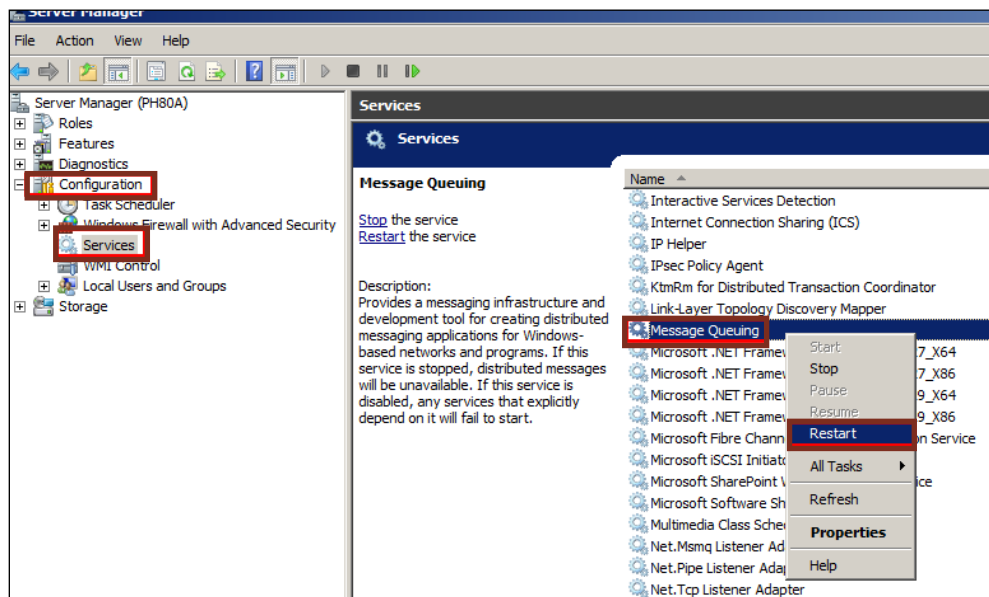 Server Manager
File Action View Help
Server Manager (PH80A)
Roles
Features
Diagnostics
Configuration
Task Scheduler
Windows Firewall with Advanced Security
Services
WMI Control
Local Users and Groups
Storage
Services
Services
Message Queuing
Stop the service
Restart the service
Description:
Provides a messaging infrastructure and
development tool for creating distributed
messaging applications for Windows-
based networks and programs. If this
service is stopped, distributed messages
will be unavailable. If this service is
disabled, any services that explicitly
depend on it will fail to start.
Name
Interactive Services Detection
Internet Connection Sharing (ICS)
IP Helper
IPsec Policy Agent
KtmRm for Distributed Transaction Coordinator
Link-Layer Topology Discovery Mapper
Message Queuing
Microsoft .NET Framew 7_X64
Microsoft .NET Framew 7_X86
Microsoft .NET Framew 9_X64
Microsoft .NET Framew 9_X86
Microsoft Fibre Chann on Service
Microsoft iSCSI Initiato
Microsoft SharePoint ice
Microsoft Software Sh
Multimedia Class Sche
Net.Msmq Listener Ad
Net.Pipe Listener Adap
Net.Tcp Listener Adapter
Start
Stop
Pause
Resume
Restart
All Tasks
Refresh
Properties
Help